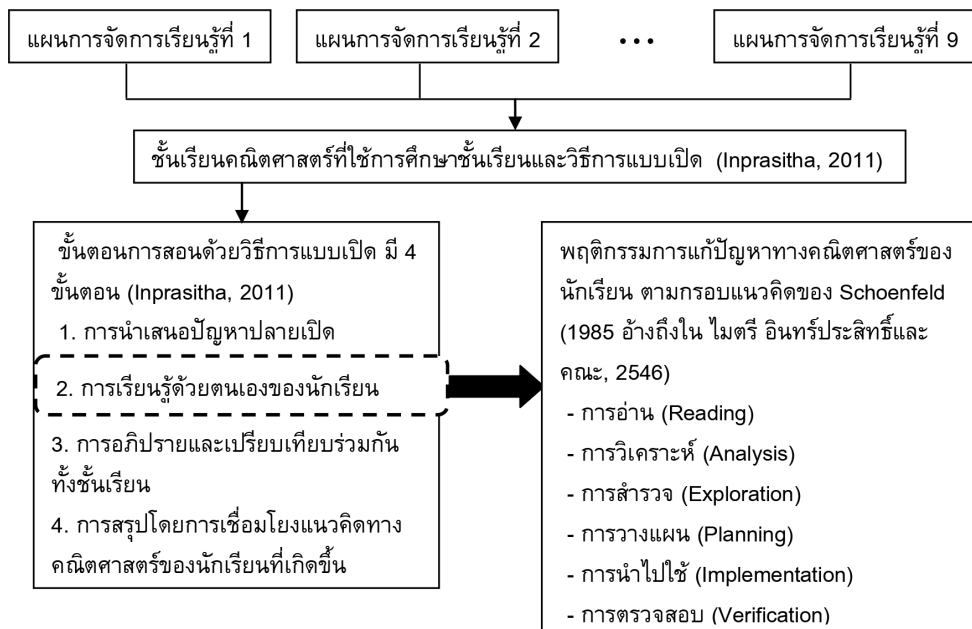 แผนการจัดการเรียนรู้ที่ 1
แผนการจัดการเรียนรู้ที่ 2
...
แผนการจัดการเรียนรู้ที่ 9
ชั้นเรียนคณิตศาสตร์ที่ใช้การศึกษาชั้นเรียนและวิธีการแบบเปิด (Inprasitha, 2011)
ขั้นตอนการสอนด้วยวิธีการแบบเปิด มี 4
ขั้นตอน (Inprasitha, 2011)
1. การนำเสนอปัญหาปลายเปิด
2. การเรียนรู้ด้วยตนเองของนักเรียน
3. การอภิปรายและเปรียบเทียบร่วมกัน
ทั้งชั้นเรียน
4. การสรุปโดยการเชื่อมโยงแนวคิดทาง
คณิตศาสตร์ของนักเรียนที่เกิดขึ้น
พฤติกรรมการแก้ปัญหาทางคณิตศาสตร์ของ
นักเรียน ตามกรอบแนวคิดของ Schoenfeld
(1985 อ้างถึงใน ไมตรี อินทร์ประสิทธิ์และ
คณะ, 2546)
- การอ่าน (Reading)
- การวิเคราะห์ (Analysis)
- การสำรวจ (Exploration)
- การวางแผน (Planning)
- การนำไปใช้ (Implementation)
- การตรวจสอบ (Verification)